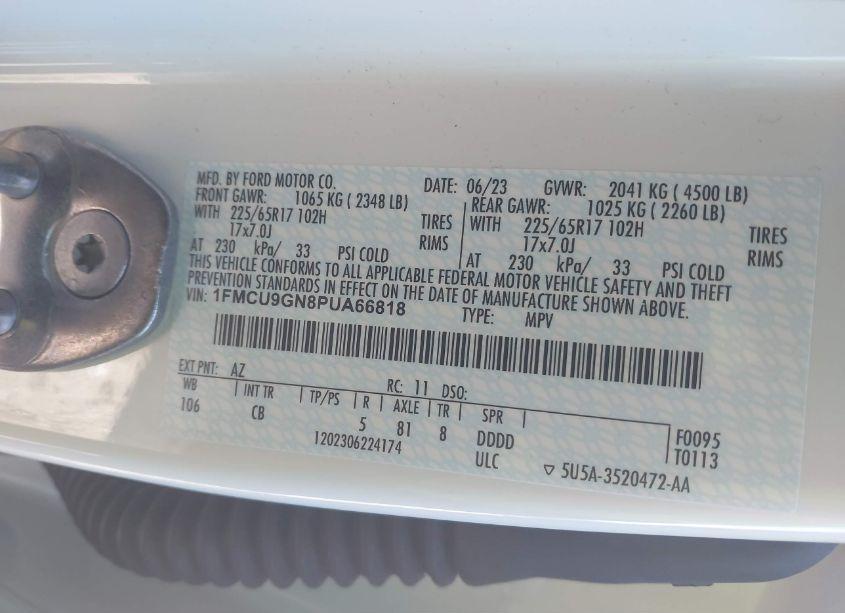 MFD. BY FORD MOTOR CO. DATE: 06/23 GVWR: 2041 KG ( 4500 LB)
FRONT GAWR: 1065 KG ( 2348 LB) REAR GAWR: 1025 KG ( 2260 LB)
WITH 225/65R17 102H TIRES WITH 225/65R17 102H TIRES
17x7.0J RIMS 17x7.0J RIMS
AT 230 kPa/ 33 PSI COLD AT 230 kPa/ 33 PSI COLD
THIS VEHICLE CONFORMS TO ALL APPLICABLE FEDERAL MOTOR VEHICLE SAFETY AND THEFT
PREVENTION STANDARDS IN EFFECT ON THE DATE OF MANUFACTURE SHOWN ABOVE.
VIN: 1FMCU9GN8PUA66818 TYPE: MPV
EXT PNT: AZ RC: 11 DSO:
WB INT TR TP/PS R AXLE TR SPR
106 CB 5 81 8 DDDD F0095
1202306224174 ULC T0113
▽ 5U5A-3520472-AA